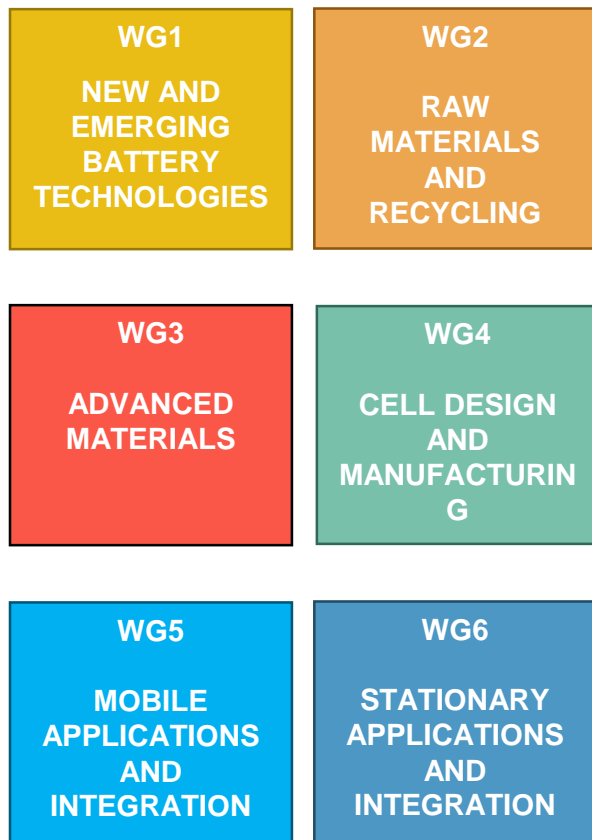 WG1
NEW AND
EMERGING
BATTERY
TECHNOLOGIES
WG2
RAW
MATERIALS
AND
RECYCLING
WG3
ADVANCED
MATERIALS
WG4
CELL DESIGN
AND
MANUFACTURIN
G
WG5
MOBILE
APPLICATIONS
AND
INTEGRATION
WG6
STATIONARY
APPLICATIONS
AND
INTEGRATION